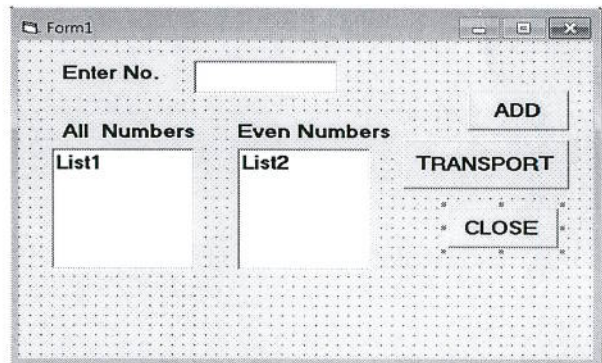 Form1
Enter No.
ADD
All Numbers
Even Numbers
List1
List2
TRANSPORT
CLOSE